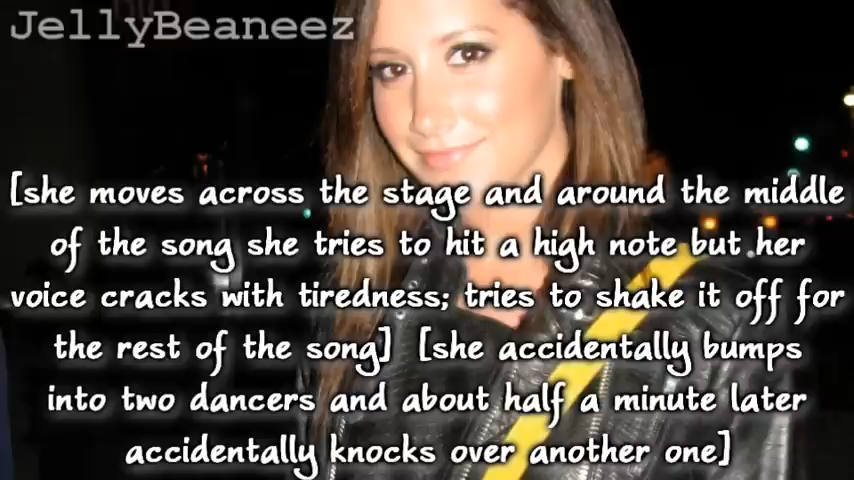 JellyBeaneez
[she moves across the stage and around the middle
of the song she tries to hit a high note but her
voice cracks with tiredness; tries to shake it off for
the rest of the song] [she accidentally bumps
into two dancers and about half a minute later
accidentally knocks over another one]